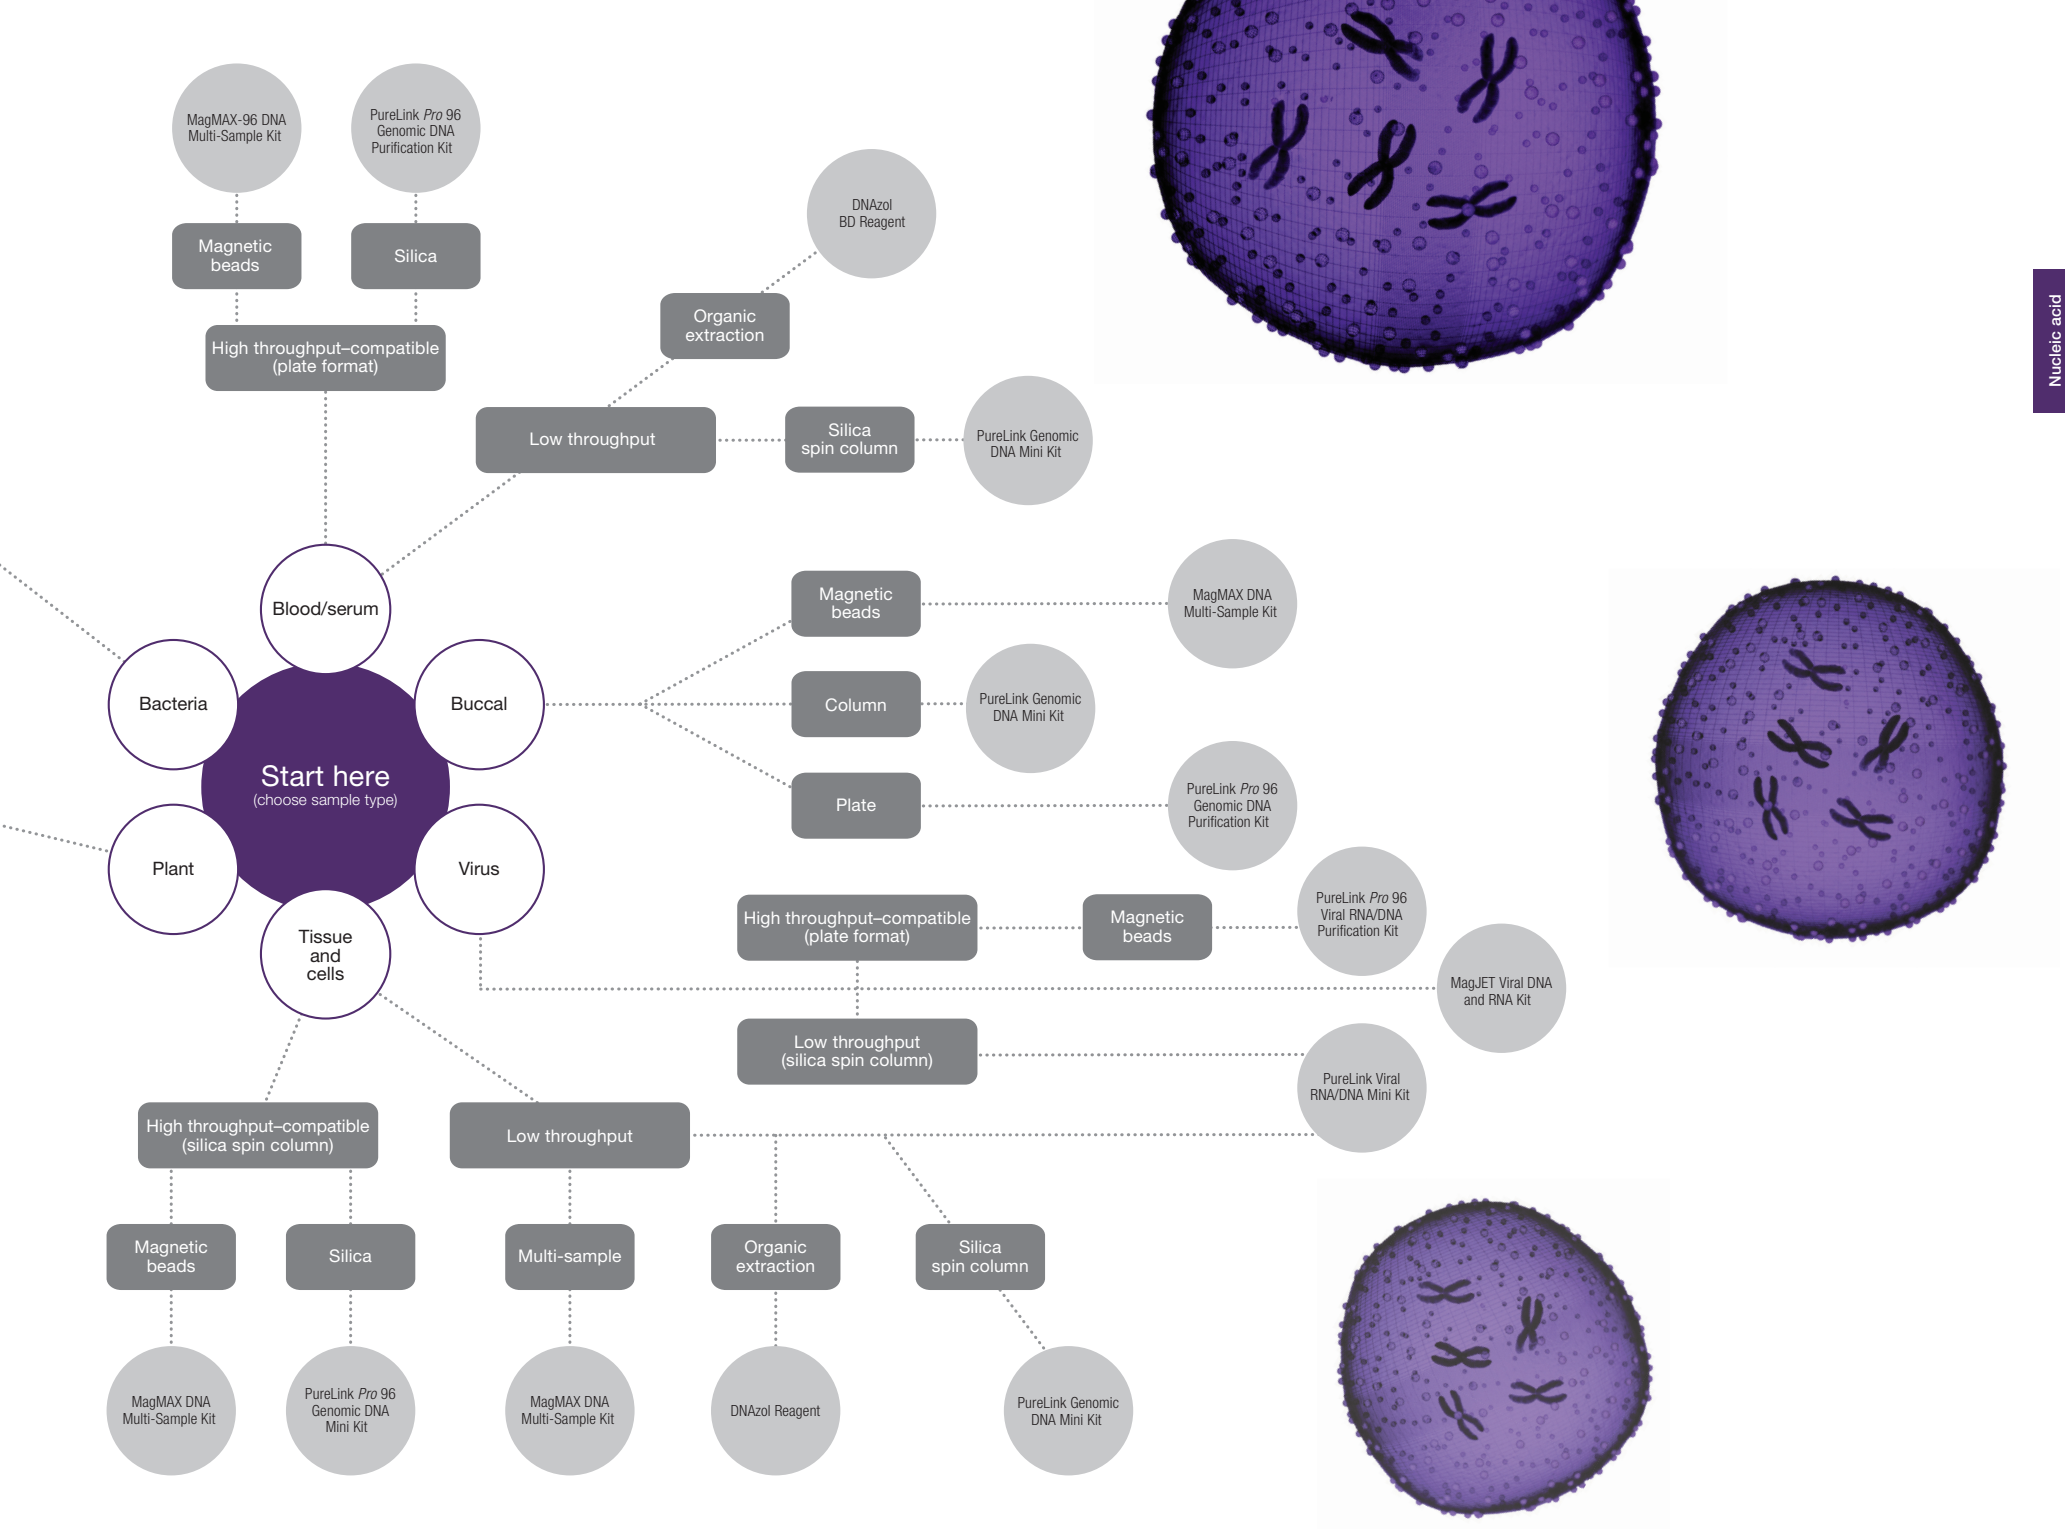 MagMAX-96 DNA
Multi-Sample Kit
PureLink Pro 96
Genomic DNA
Purification Kit
Magnetic
beads
Silica
High throughput–compatible
(plate format)
DNAzol
BD Reagent
Organic
extraction
Low throughput
Silica
spin column
PureLink Genomic
DNA Mini Kit
Nucleic acid
Blood/serum
Bacteria
Buccal
Start here
(choose sample type)
Plant
Virus
Tissue
and
cells
Magnetic
beads
MagMAX DNA
Multi-Sample Kit
Column
PureLink Genomic
DNA Mini Kit
Plate
PureLink Pro 96
Genomic DNA
Purification Kit
High throughput–compatible
(plate format)
Magnetic
beads
PureLink Pro 96
Viral RNA/DNA
Purification Kit
MagJET Viral DNA
and RNA Kit
Low throughput
(silica spin column)
PureLink Viral
RNA/DNA Mini Kit
High throughput–compatible
(silica spin column)
Low throughput
Magnetic
beads
Silica
Multi-sample
Organic
extraction
Silica
spin column
MagMAX DNA
Multi-Sample Kit
PureLink Pro 96
Genomic DNA
Mini Kit
MagMAX DNA
Multi-Sample Kit
DNAzol Reagent
PureLink Genomic
DNA Mini Kit